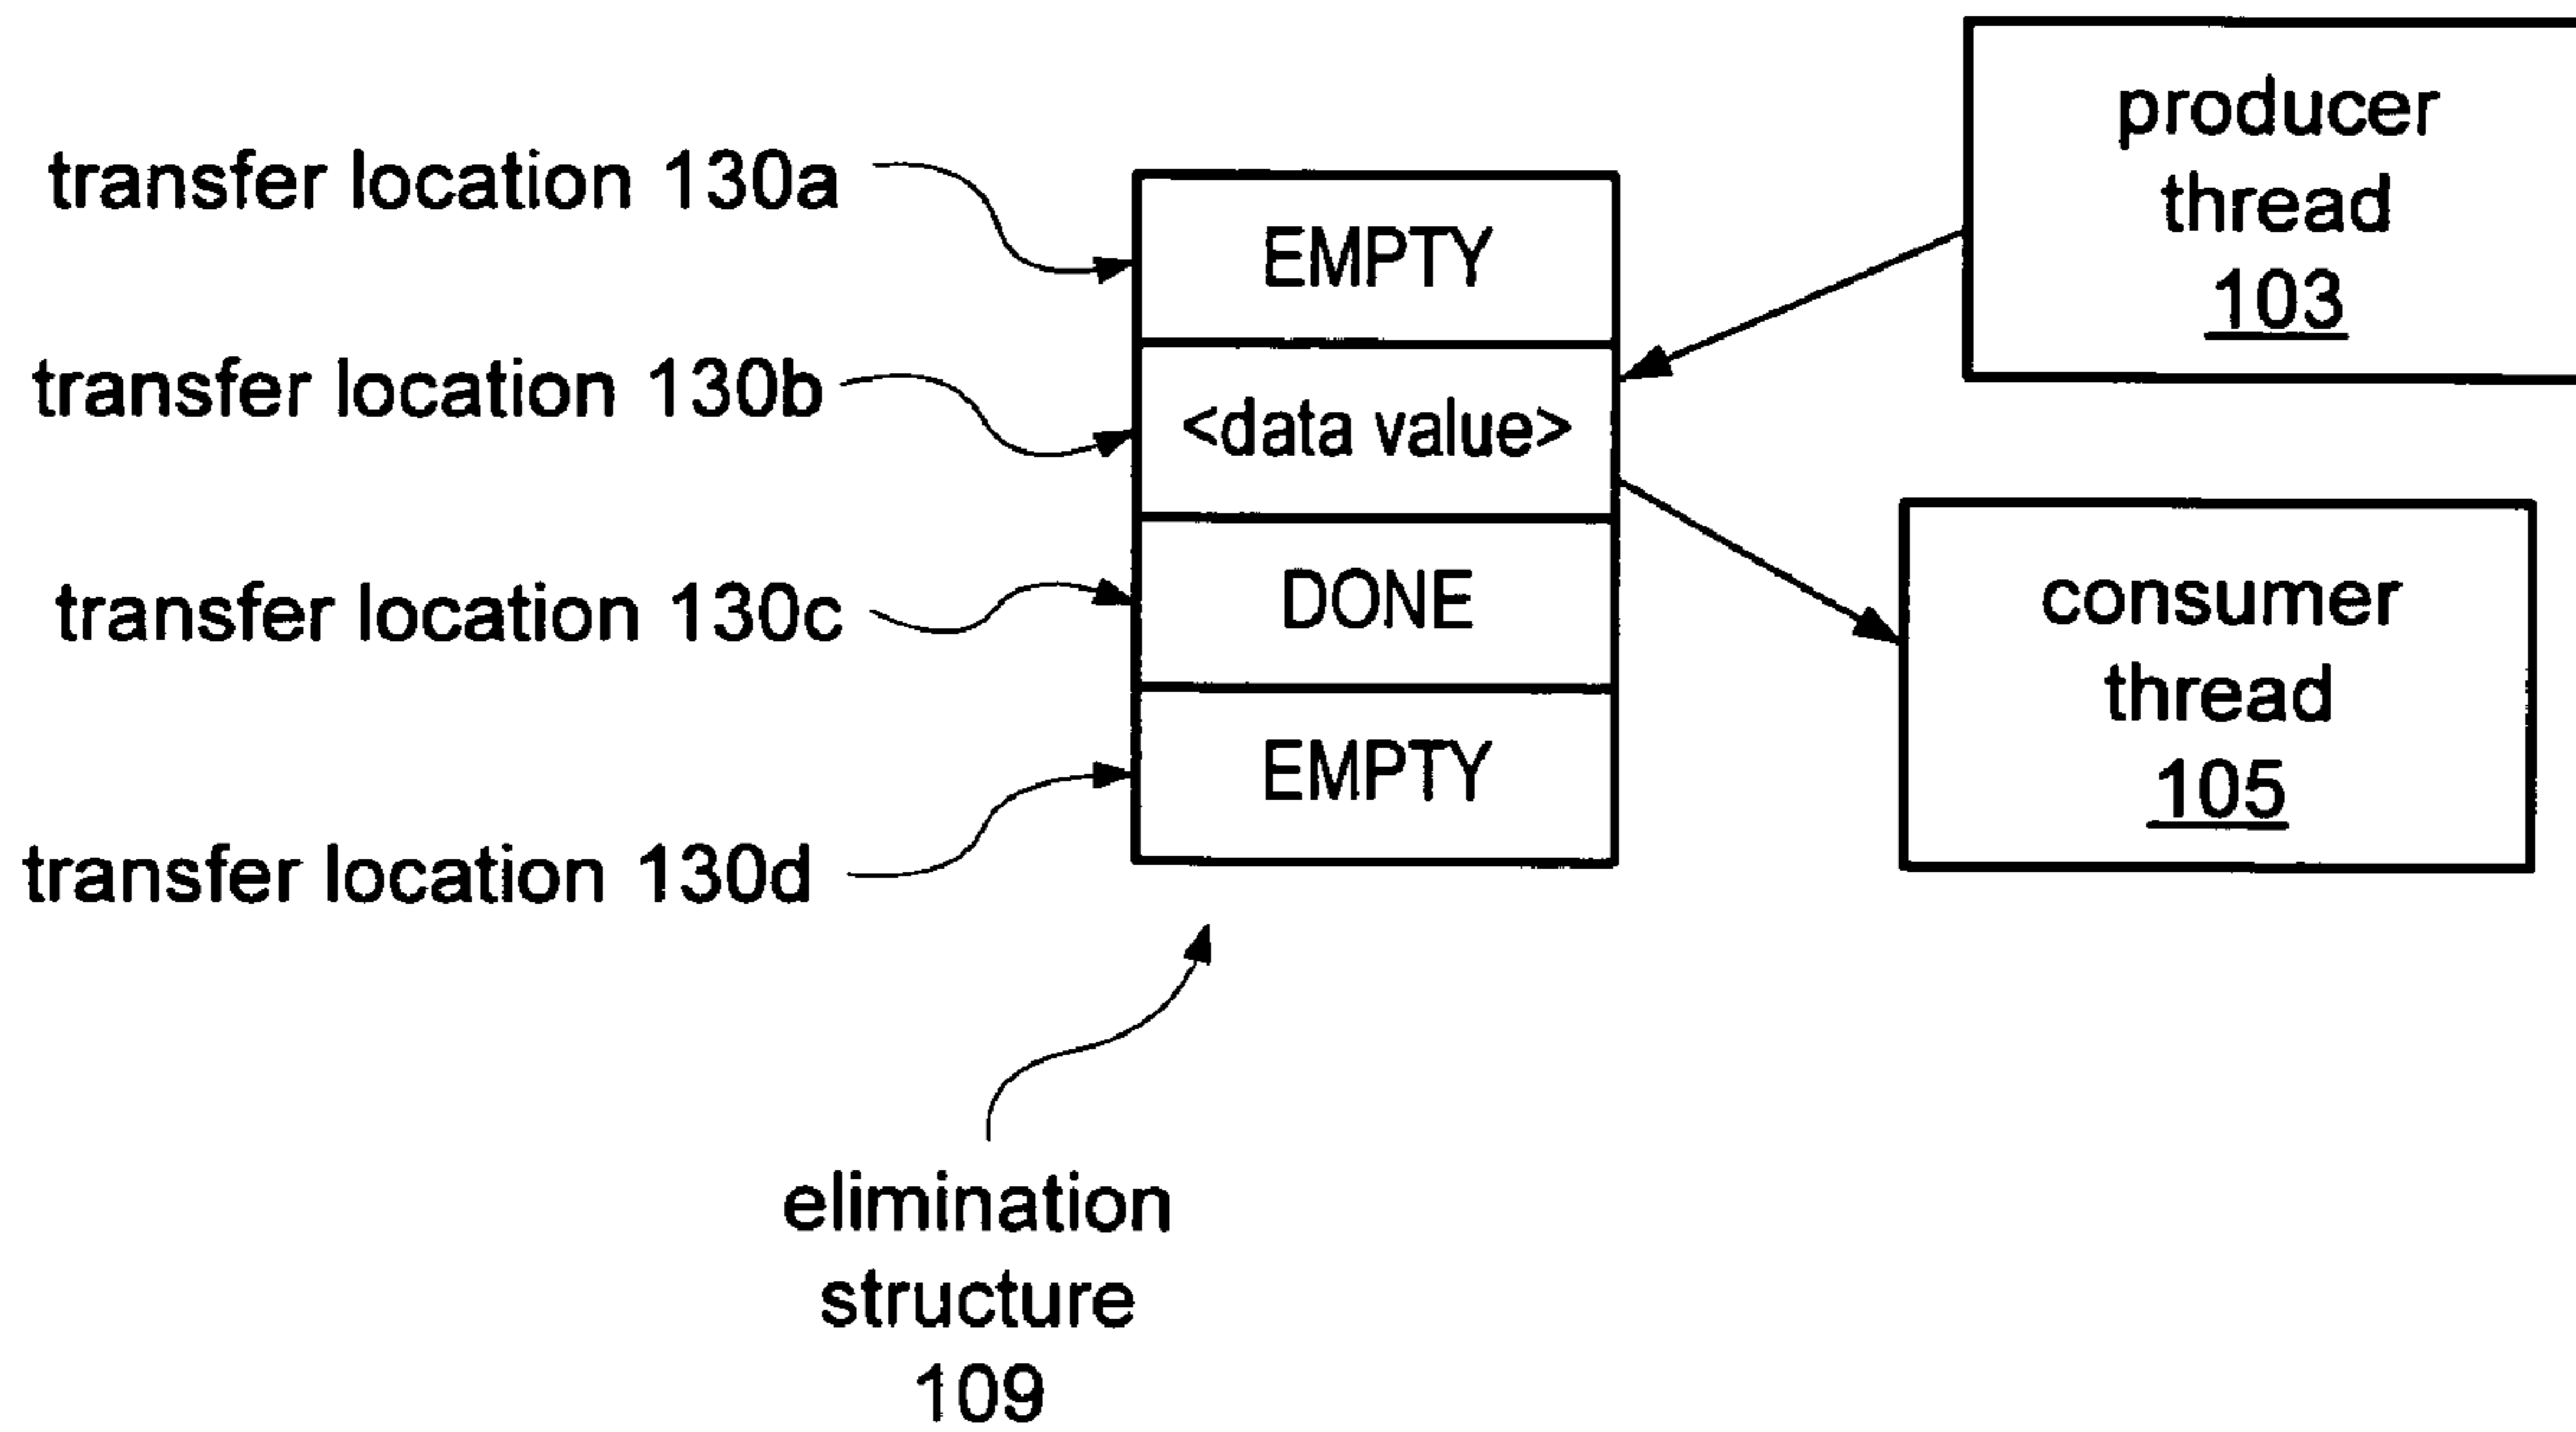 transfer location 130a
transfer location 130b
transfer location 130c
transfer location 130d
EMPTY
<data value>
DONE
EMPTY
producer
thread
103
consumer
thread
105
elimination
structure
109